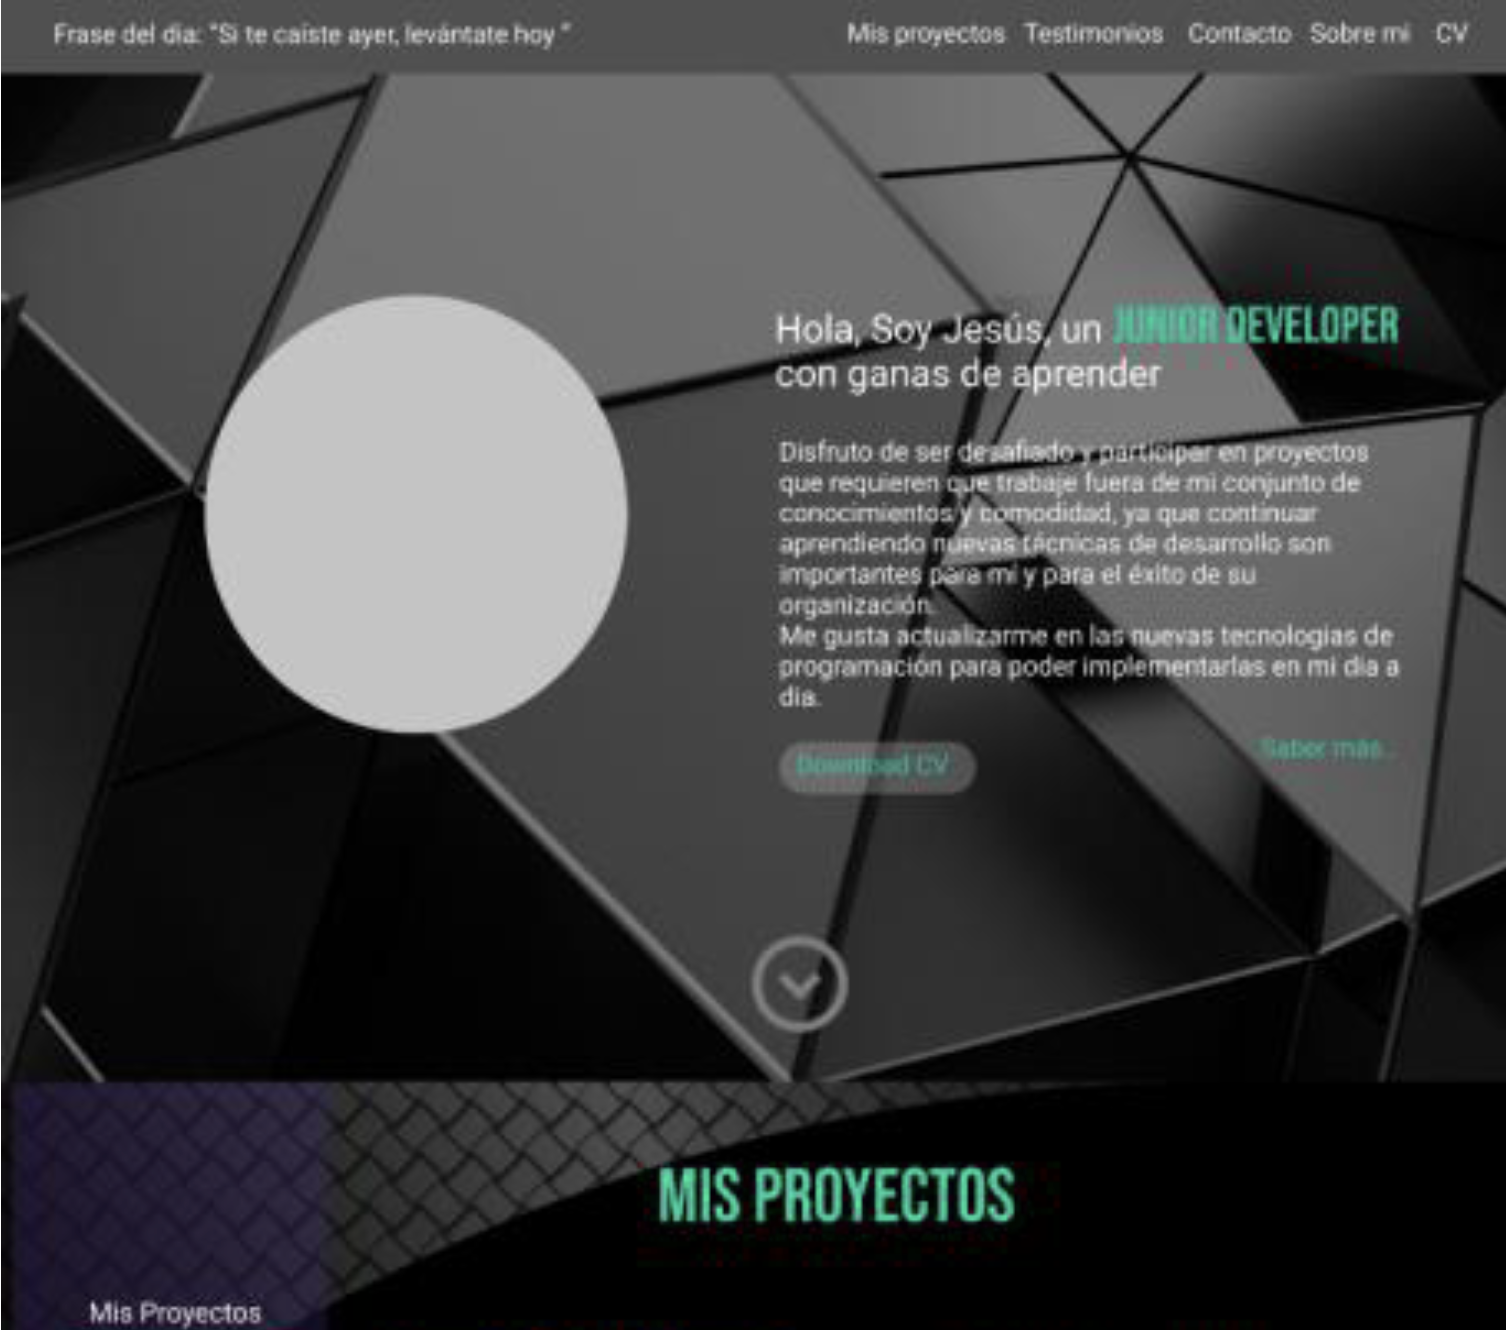 Frase del dia: "Si te caiste ayer, levántate hoy "
Mis proyectos Testimonios Contacto Sobre mi CV
Hola, Soy Jesús, un JUNIOR DEVELOPER
con ganas de aprender
Disfruto de ser desafiado y participar en proyectos
que requieren que trabaje fuera de mi conjunto de
conocimientos y comodidad, ya que continuar
aprendiendo nuevas técnicas de desarrollo son
importantes para mí y para el éxito de su
organización.
Me gusta actualizarme en las nuevas tecnologias de
programación para poder implementarlas en mi dia a
dia.
Download CV
Saber más..
MIS PROYECTOS
Mis Proyectos